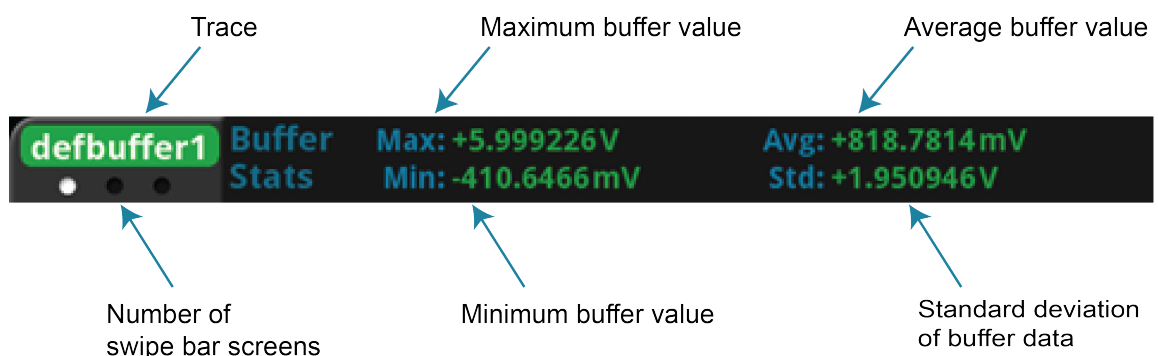 Trace
Maximum buffer value
Average buffer value
defbuffer1
Buffer
Stats
Max: +5.999226V
Min: -410.6466mV
Avg: +818.7814mV
Std: +1.950946V
Number of
swipe bar screens
Minimum buffer value
Standard deviation
of buffer data